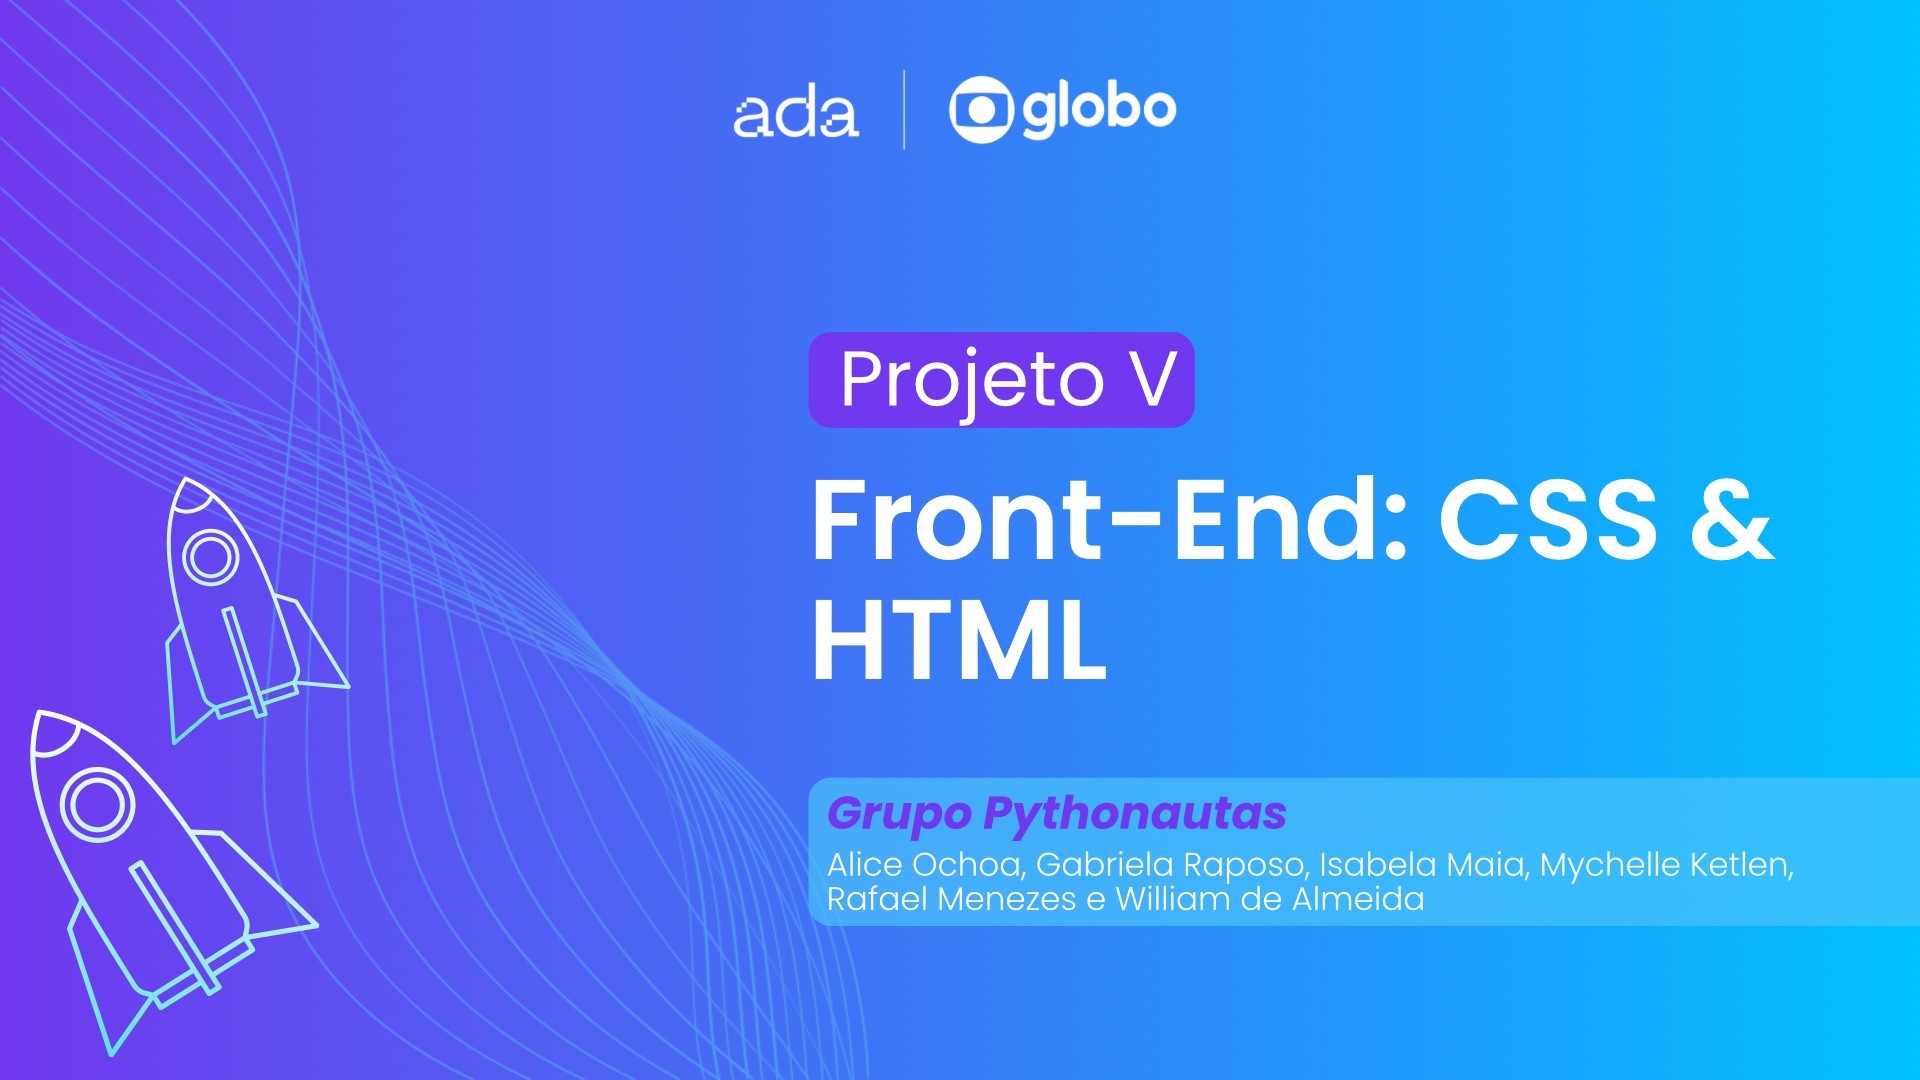 ada | globo
Projeto V
Front-End: CSS &
HTML
Grupo Pythonautas
Alice Ochoa, Gabriela Raposo, Isabela Maia, Mychelle Ketlen,
Rafael Menezes e William de Almeida